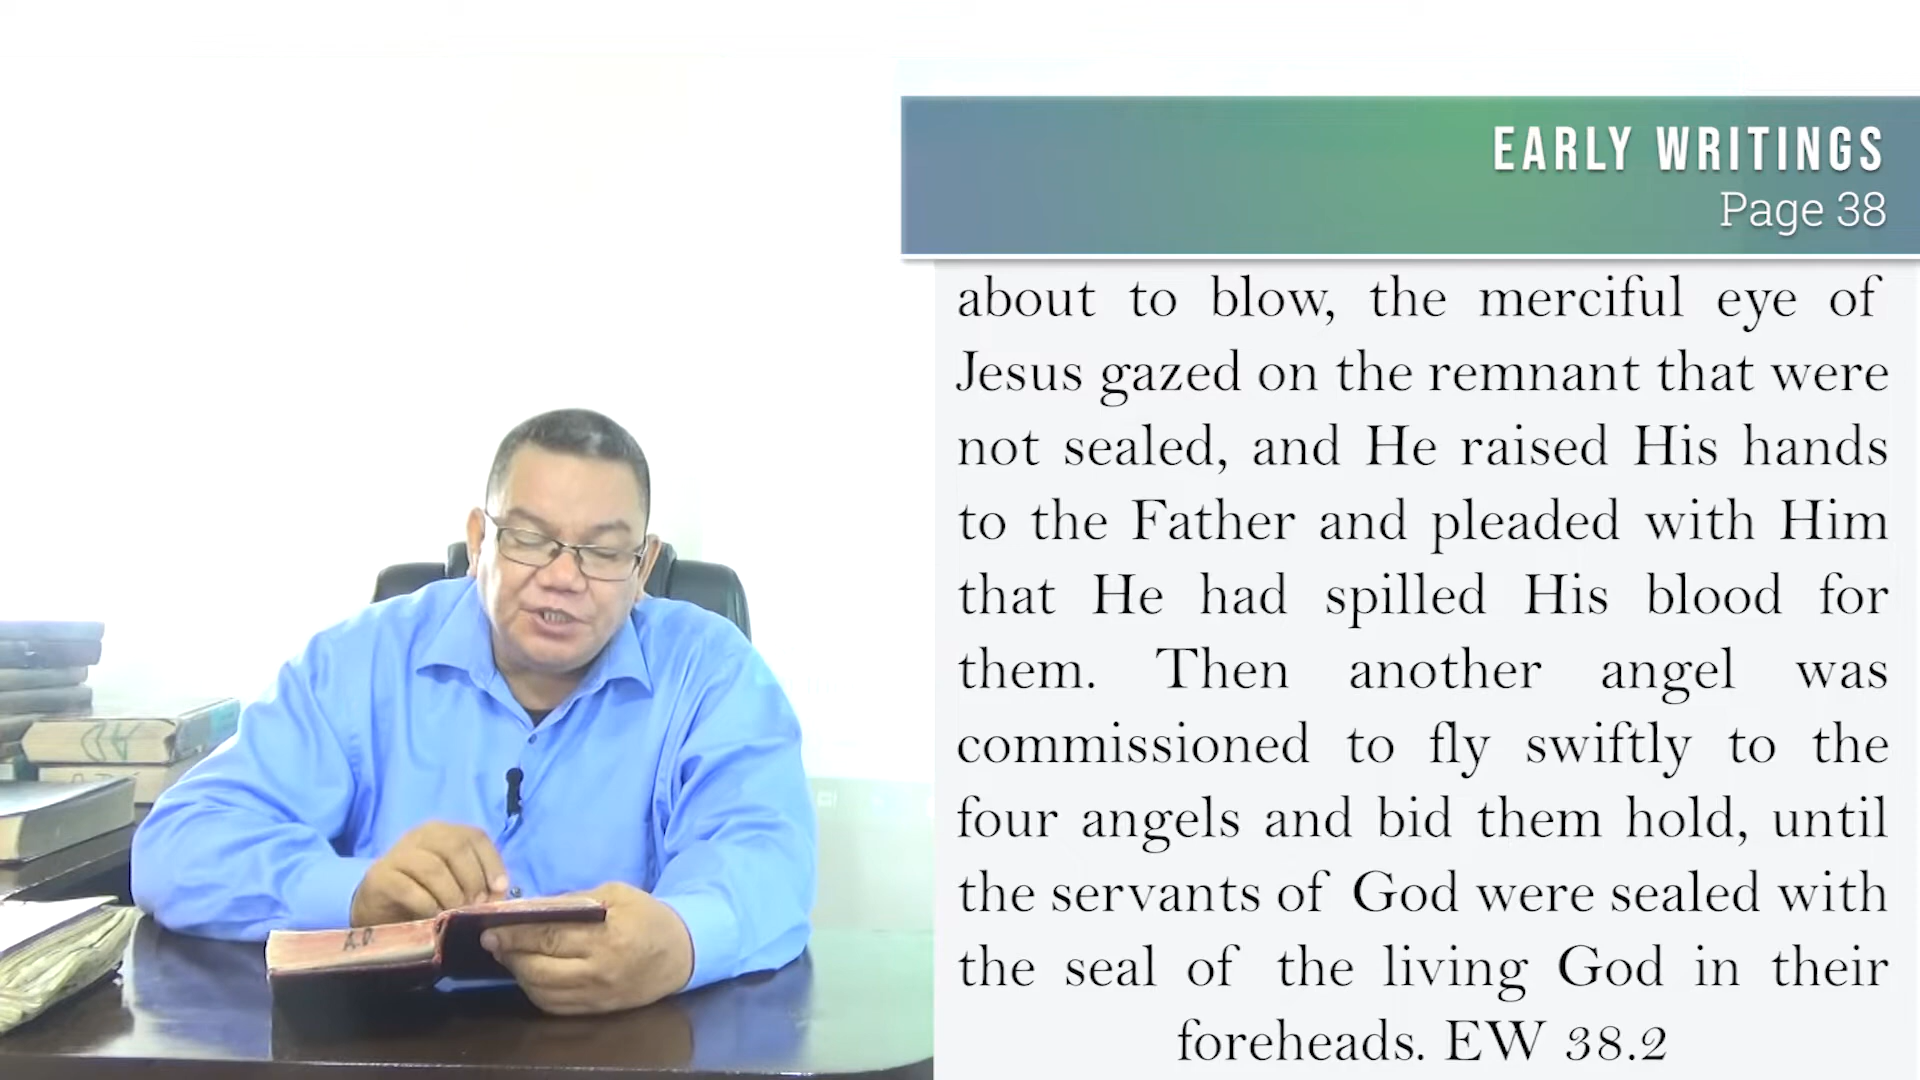 EARLY WRITINGS
Page 38
about to blow, the merciful eye of
Jesus gazed on the remnant that were
not sealed, and He raised His hands
to the Father and pleaded with Him
that He had spilled His blood for
them. Then another angel was
commissioned to fly swiftly to the
four angels and bid them hold, until
the servants of God were sealed with
the seal of the living God in their
foreheads. EW 38.2
A.D.